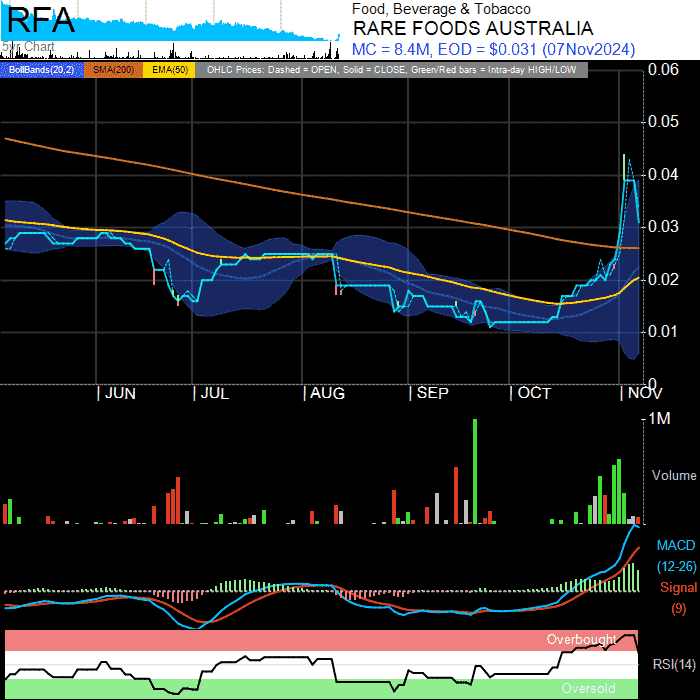 RFA
5yr Chart
Food, Beverage & Tobacco
RARE FOODS AUSTRALIA
MC = 8.4M, EOD = $0.031 (07Nov2024)
BollBands(20,2) SMA(200) EMA(50) OHLC Prices: Dashed = OPEN, Solid = CLOSE, Green/Red bars = Intra-day HIGH/LOW
0.06
0.05
0.04
0.03
0.02
0.01
0
JUN JUL AUG SEP OCT NOV
1M
Volume
MACD
(12-26)
Signal
(9)
Overbought
RSI(14)
Oversold